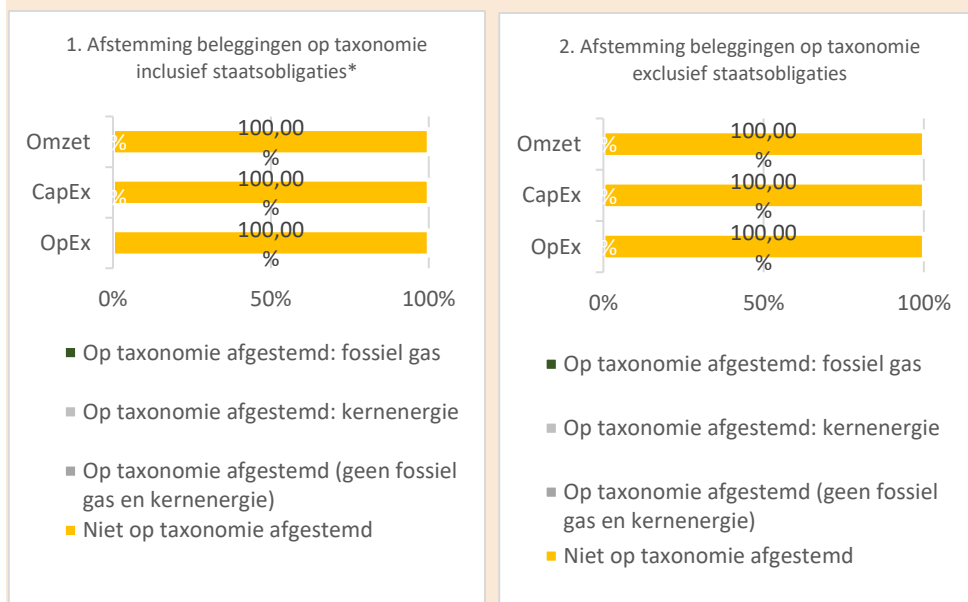 1. Afstemming beleggingen op taxonomie
inclusief staatsobligaties*
Omzet
%
100,00
%
CapEx
%
100,00
%
OpEx
100,00
%
0%
50%
100%
■ Op taxonomie afgestemd: fossiel gas
■ Op taxonomie afgestemd: kernenergie
■ Op taxonomie afgestemd (geen fossiel
gas en kernenergie)
■ Niet op taxonomie afgestemd
2. Afstemming beleggingen op taxonomie
exclusief staatsobligaties
Omzet
%
100,00
%
CapEx
%
100,00
%
OpEx
%
100,00
%
0%
50%
100%
■ Op taxonomie afgestemd: fossiel gas
■ Op taxonomie afgestemd: kernenergie
■ Op taxonomie afgestemd (geen fossiel
gas en kernenergie)
■ Niet op taxonomie afgestemd